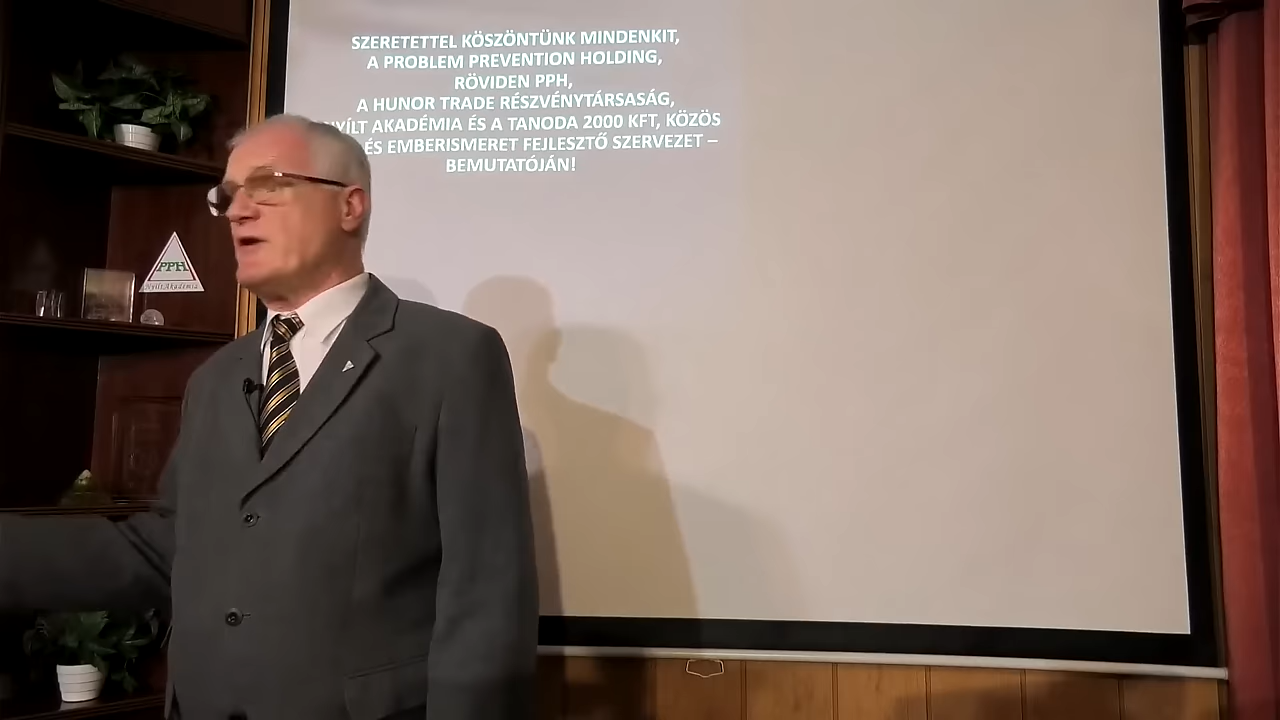 SZERETETTEL KÖSZÖNTÜNK MINDENKIT,
A PROBLEM PREVENTION HOLDING,
RÖVIDEN PPH,
A HUNOR TRADE RÉSZVÉNYTÁRSASÁG,
AKADÉMIA ÉS A TANODA 2000 KFT, KÖZÖS
ÉS EMBERISMERET FEJLESZTŐ SZERVEZET –
BEMUTATÓJÁN!
PPH
NyíltAkadémia